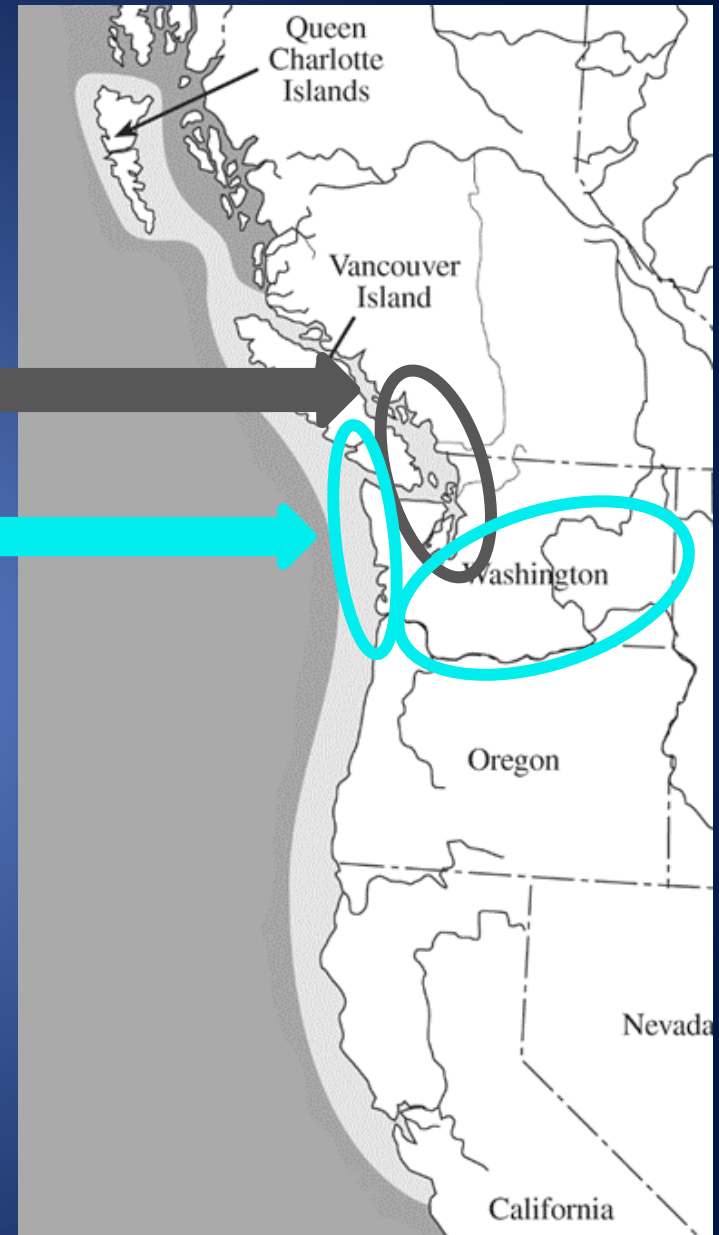 Queen
Charlotte
Islands
Vancouver
Island
Washington
Oregon
Nevada
California